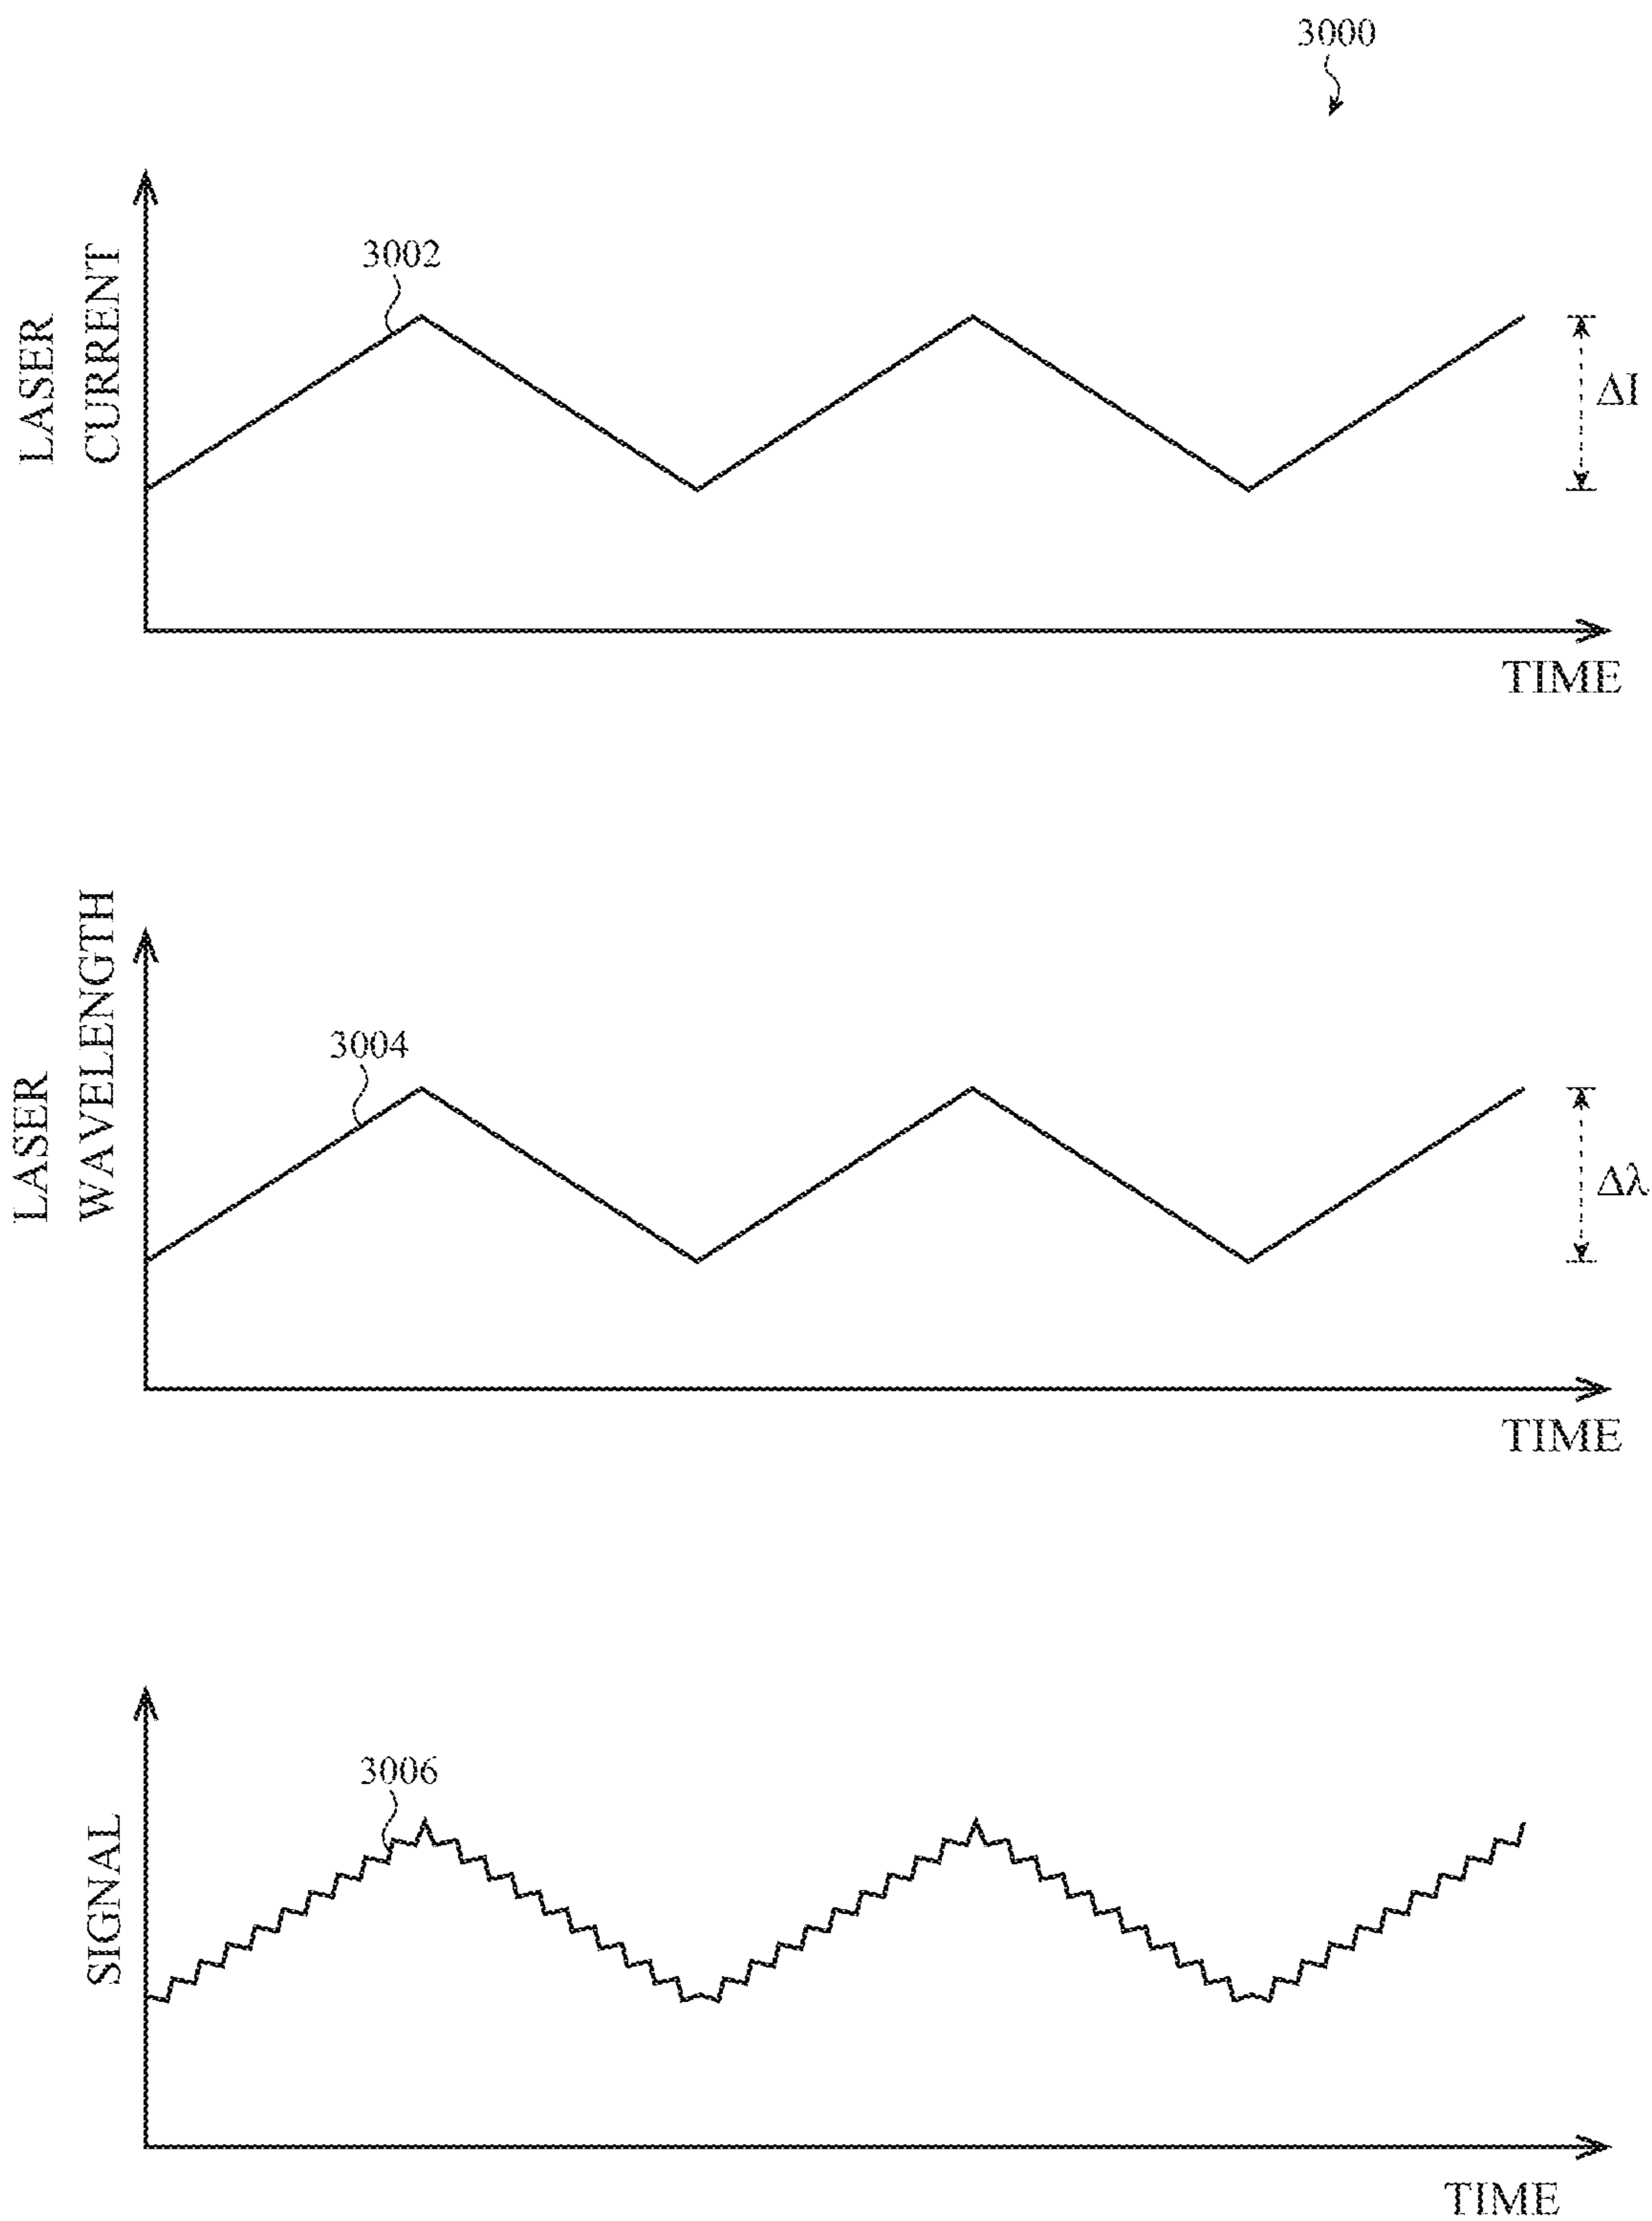 3000
LASER
CURRENT
3002
ΔI
TIME
LASER
WAVELENGTH
3004
Δλ
TIME
SIGNAL
3006
TIME